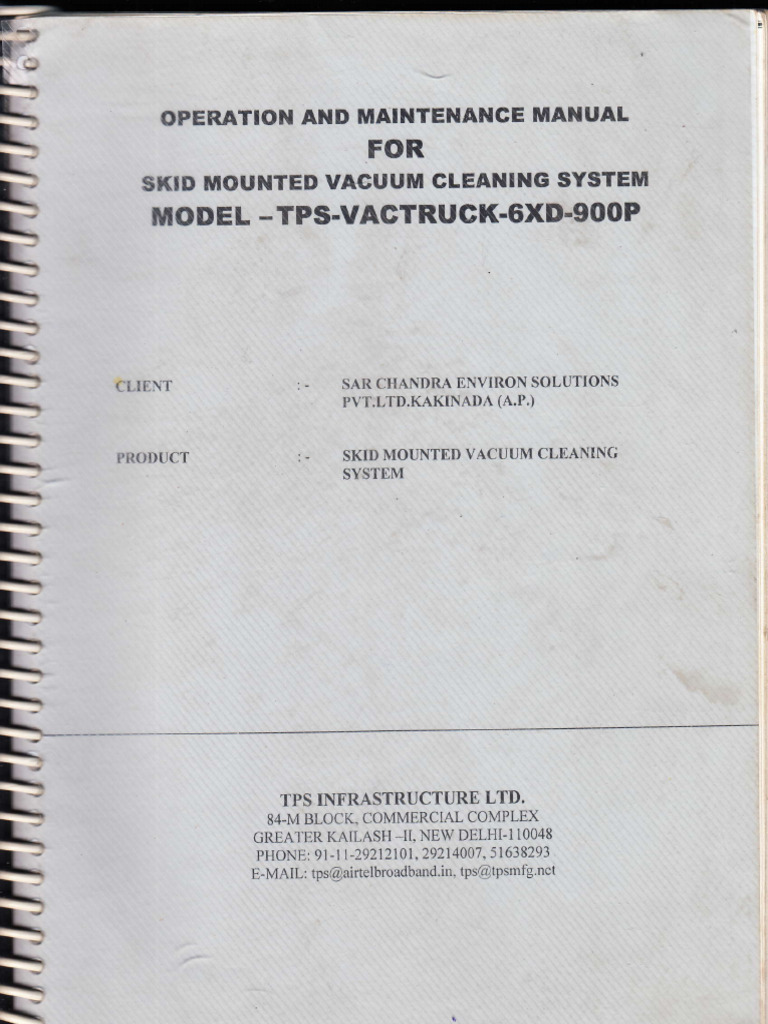 OPERATION AND MAINTENANCE MANUAL
FOR
SKID MOUNTED VACUUM CLEANING SYSTEM
MODEL –TPS-VACTRUCK-6XD-900P
CLIENT :- SAR CHANDRA ENVIRON SOLUTIONS
PVT.LTD.KAKINADA (A.P.)
PRODUCT :- SKID MOUNTED VACUUM CLEANING
SYSTEM
TPS INFRASTRUCTURE LTD.
84-M BLOCK, COMMERCIAL COMPLEX
GREATER KAILASH –II, NEW DELHI-110048
PHONE: 91-11-29212101, 29214007, 51638293
E-MAIL: tps@airtelbroadband.in, tps@tpsmfg.net